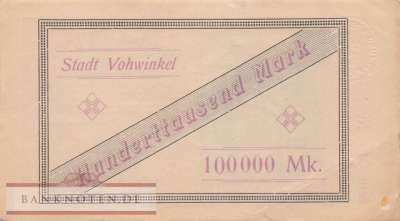 Stadt Vohwinkel
Hunderttausend Mark
100000 Mk.
BANKNOTEN.DE